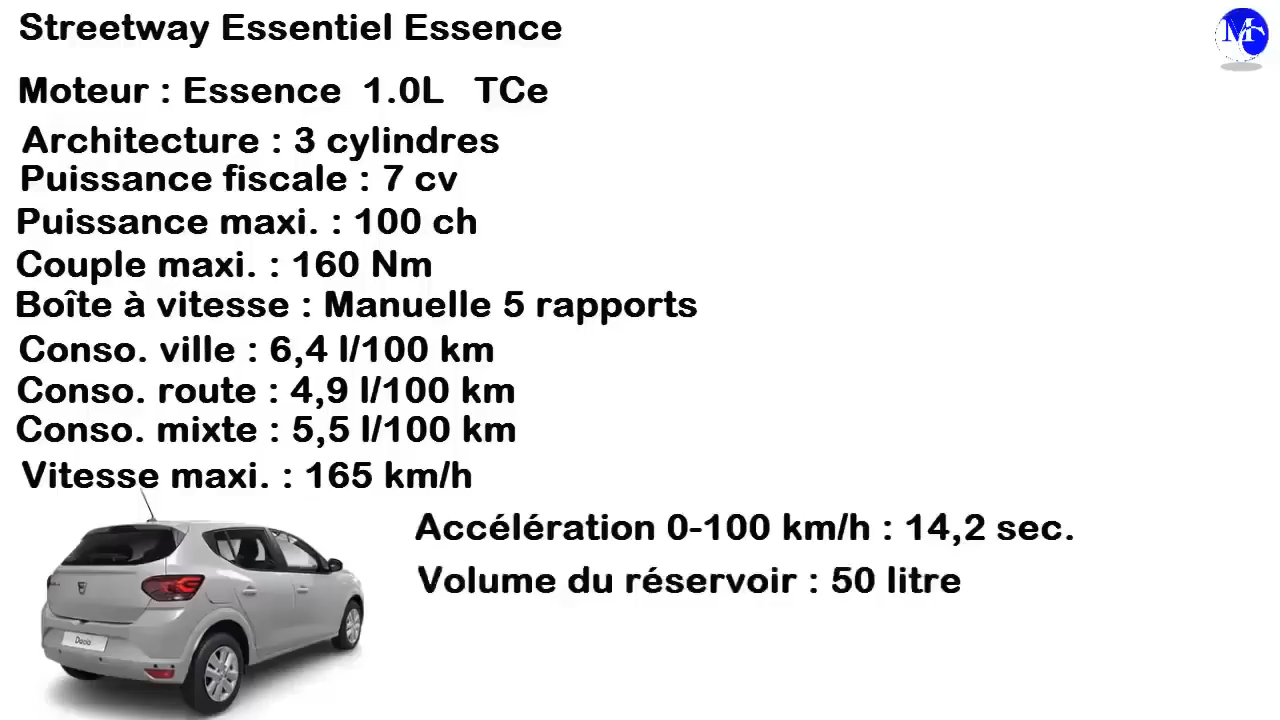 Streetway Essentiel Essence
MC
Moteur : Essence 1.0L TCe
Architecture : 3 cylindres
Puissance fiscale : 7 cv
Puissance maxi. : 100 ch
Couple maxi. : 160 Nm
Boîte à vitesse : Manuelle 5 rapports
Conso. ville : 6,4 l/100 km
Conso. route : 4,9 l/100 km
Conso. mixte : 5,5 l/100 km
Vitesse maxi. : 165 km/h
Accélération 0-100 km/h : 14,2 sec.
Volume du réservoir : 50 litre
Dacia